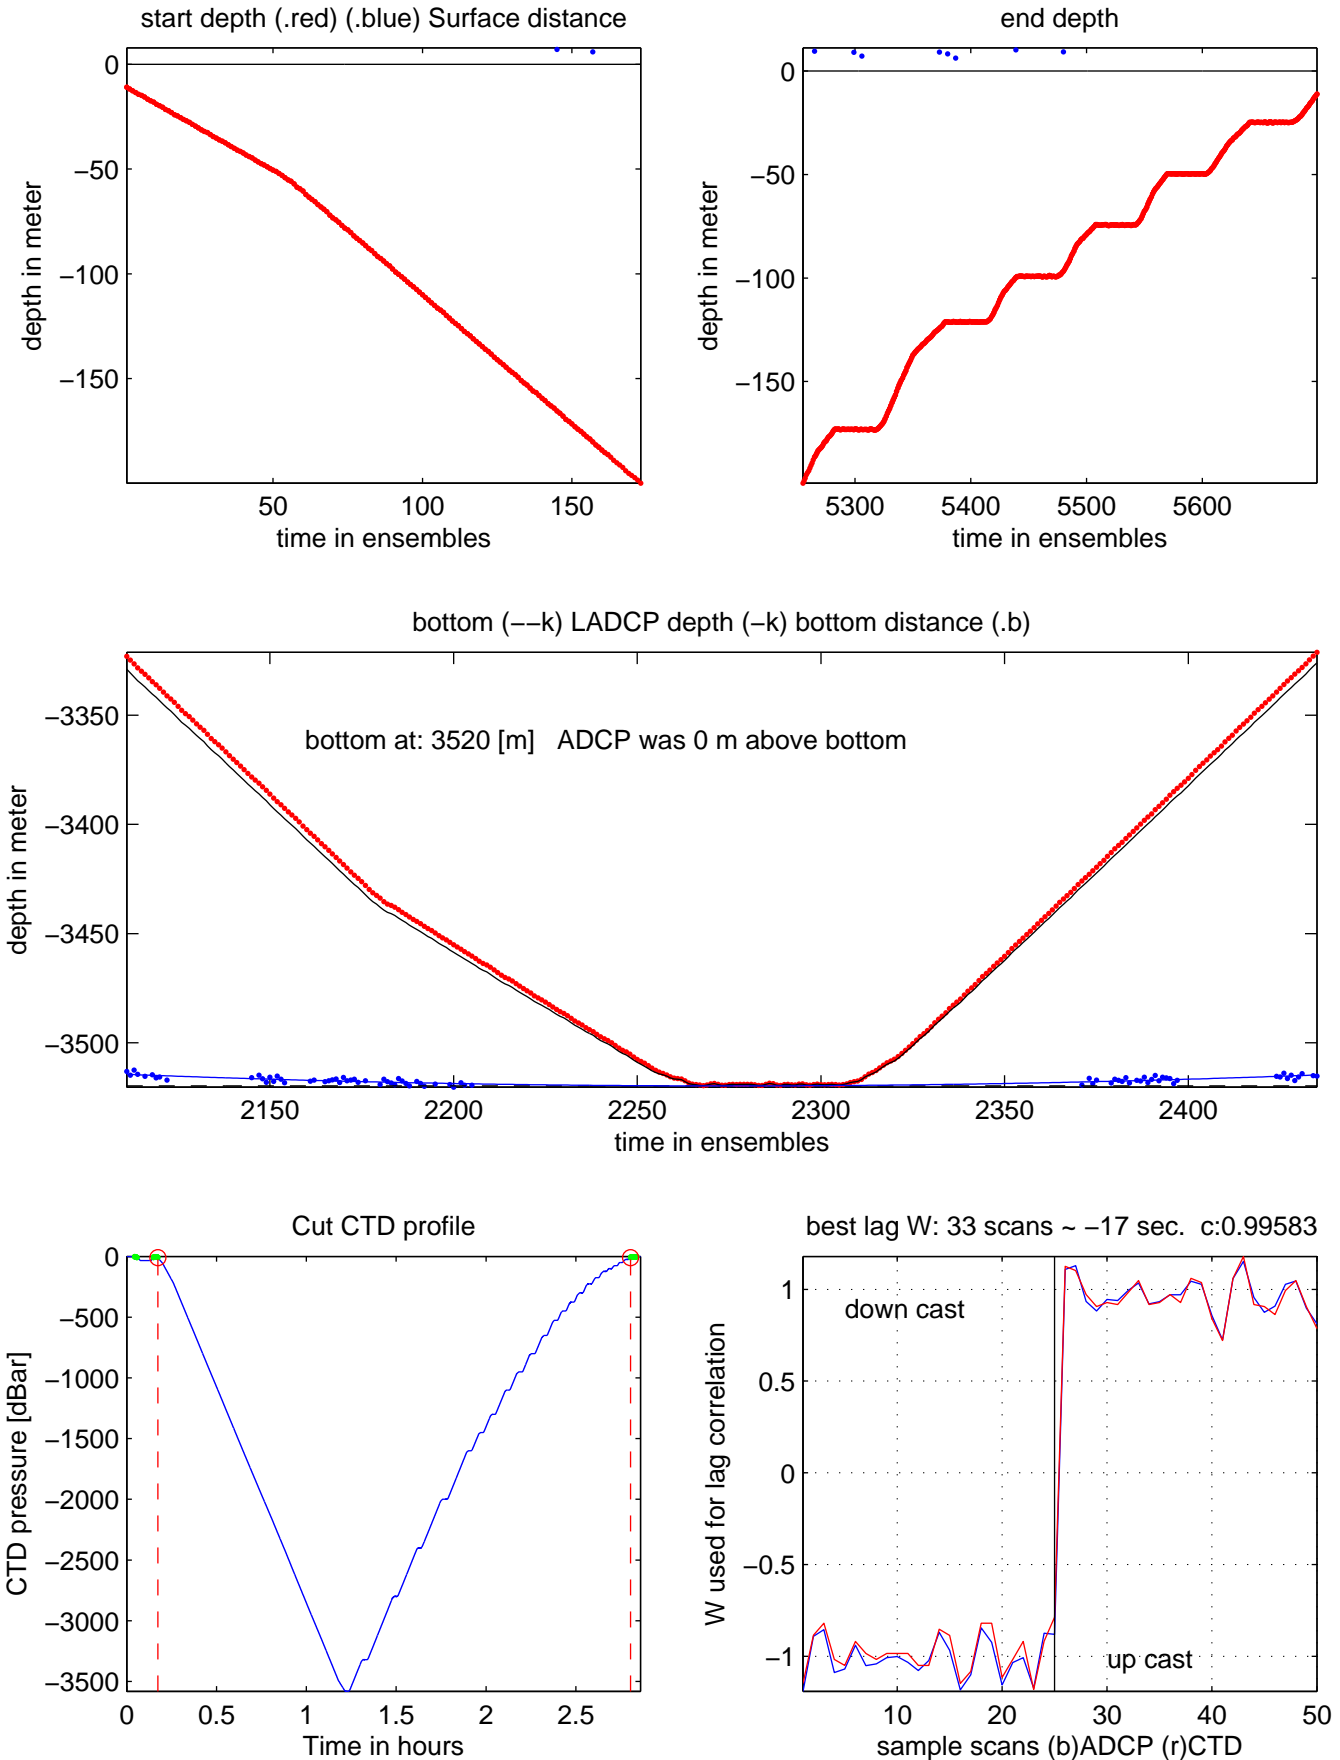 start depth (.red) (.blue) Surface distance
0
−50
−100
−150
depth in meter
50
100
150
time in ensembles
end depth
0
−50
−100
−150
depth in meter
5300
5400
5500
5600
time in ensembles
bottom (−−k) LADCP depth (−k) bottom distance (.b)
bottom at: 3520 [m] ADCP was 0 m above bottom
−3350
−3400
−3450
−3500
depth in meter
2150
2200
2250
2300
2350
2400
time in ensembles
Cut CTD profile
0
−500
−1000
−1500
−2000
−2500
−3000
−3500
CTD pressure [dBar]
0
0.5
1
1.5
2
2.5
Time in hours
best lag W: 33 scans ~ −17 sec. c:0.99583
1
0.5
0
−0.5
−1
W used for lag correlation
down cast
up cast
10
20
30
40
50
sample scans (b)ADCP (r)CTD